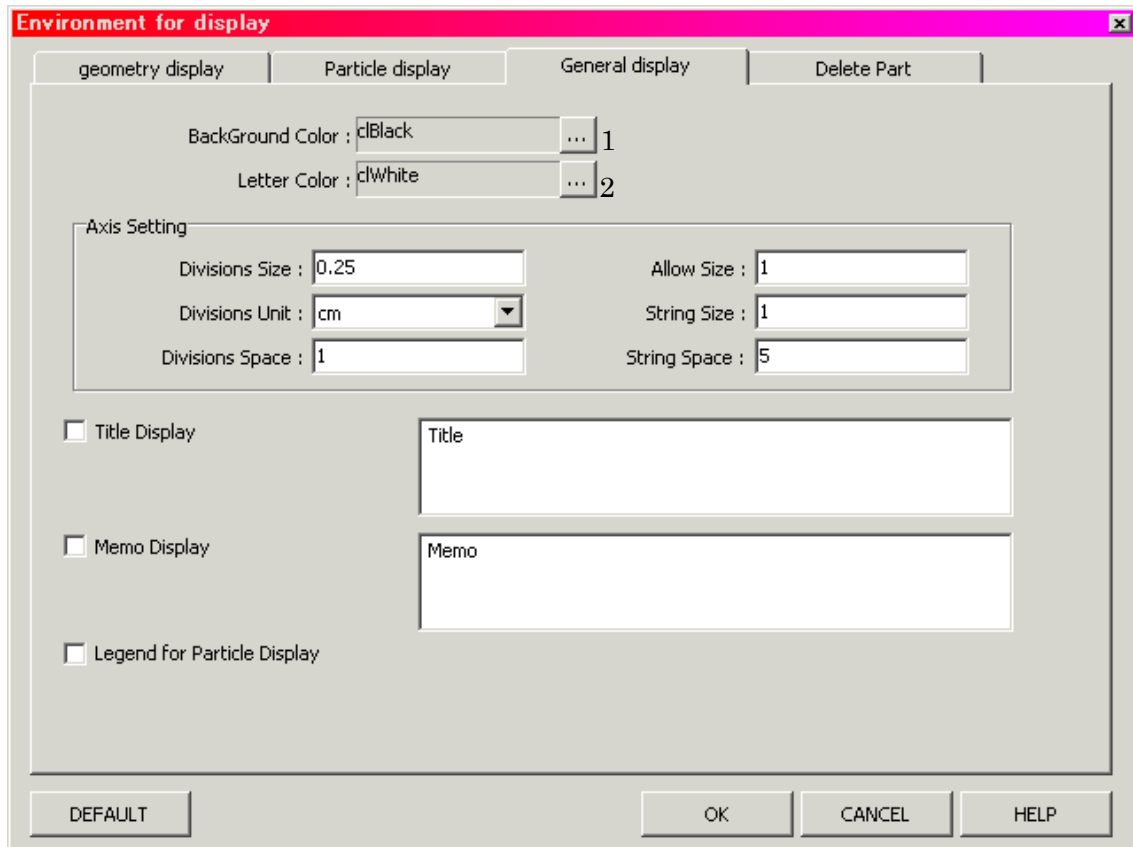 Environment for display
geometry display Particle display General display Delete Part
BackGround Color : clBlack ... 1
Letter Color : clWhite ... 2
Axis Setting
Divisions Size : 0.25 Allow Size : 1
Divisions Unit : cm String Size : 1
Divisions Space : 1 String Space : 5
Title Display Title
Memo Display Memo
Legend for Particle Display
DEFAULT OK CANCEL HELP